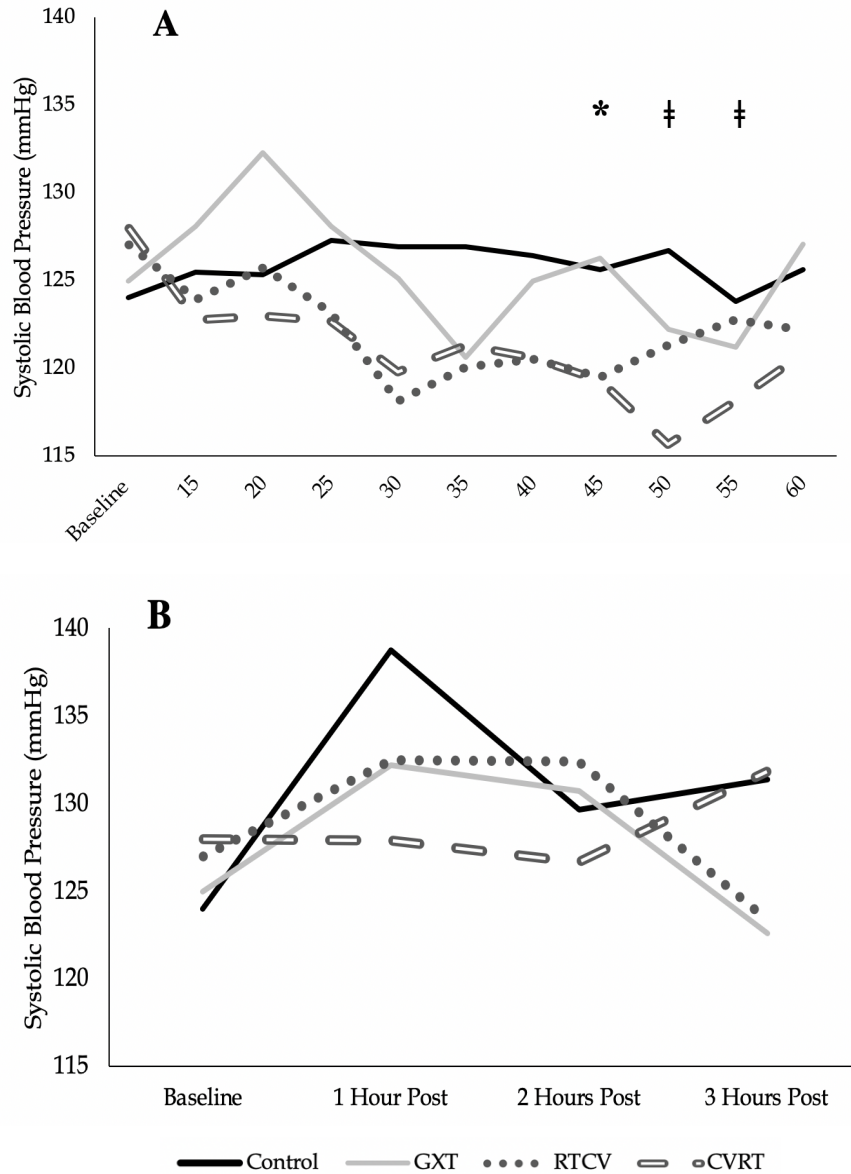 A
Systolic Blood Pressure (mmHg)
140
135
130
125
120
115
* ǂ ǂ
Baseline 15 20 25 30 35 40 45 50 55 60
B
Systolic Blood Pressure (mmHg)
140
135
130
125
120
115
Baseline 1 Hour Post 2 Hours Post 3 Hours Post
Control GXT RTCV CVRT